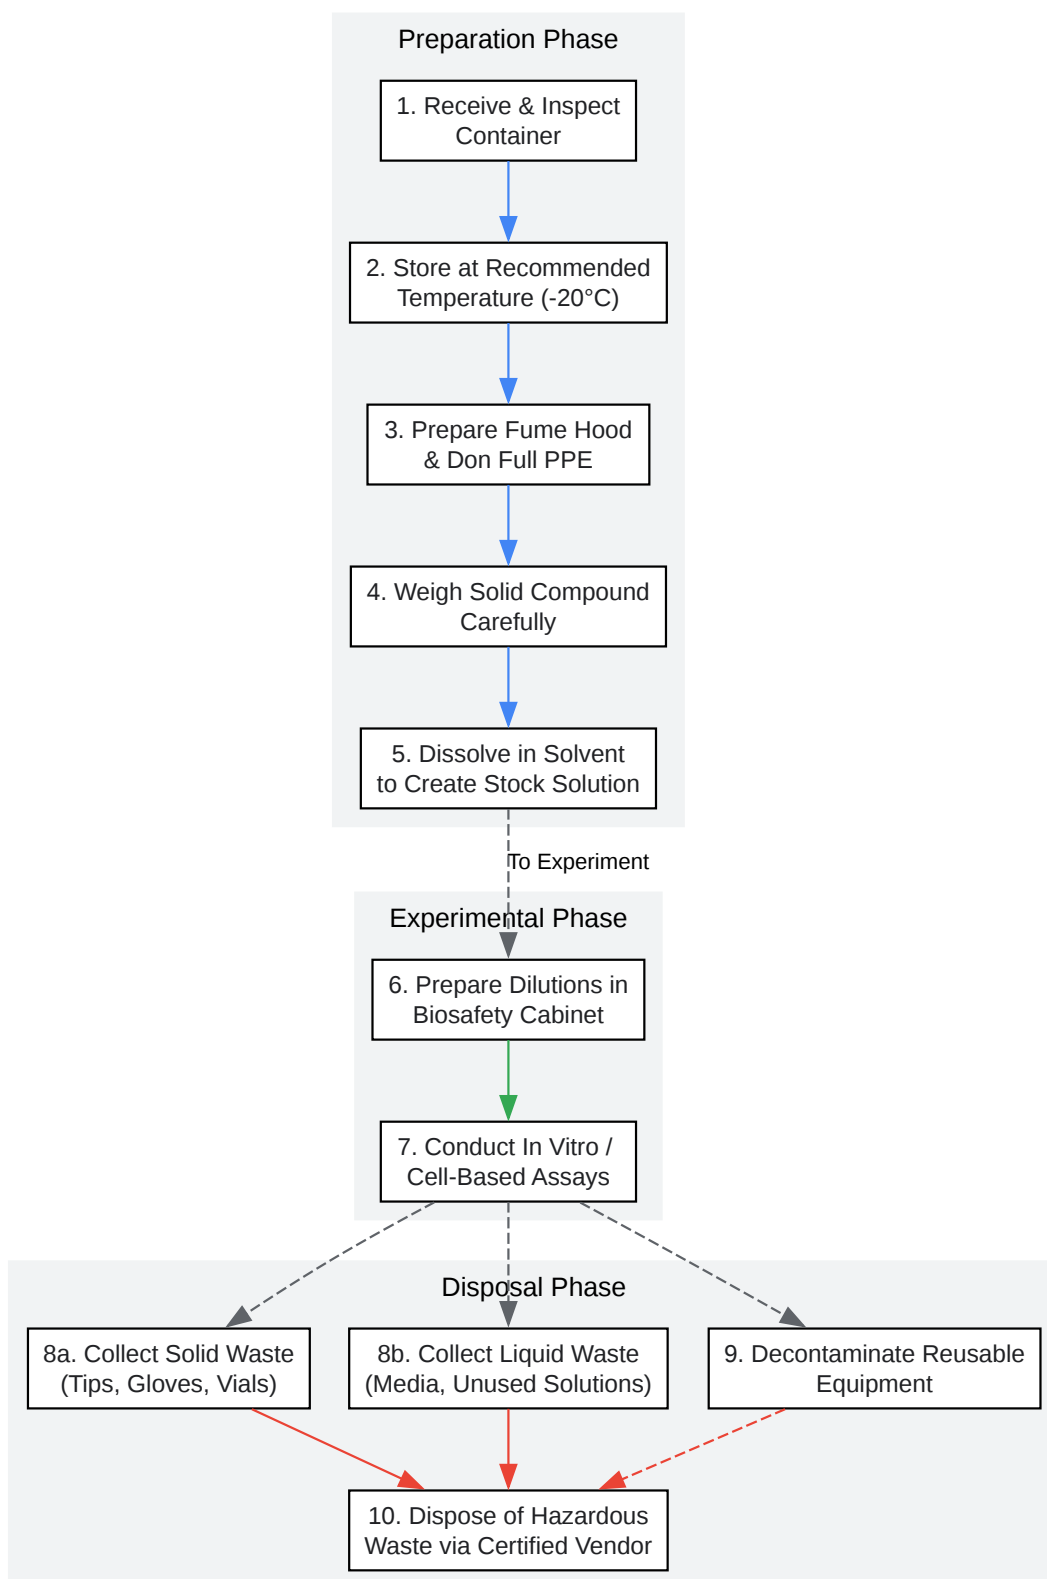 Preparation Phase
1. Receive & Inspect
Container
2. Store at Recommended
Temperature (-20°C)
3. Prepare Fume Hood
& Don Full PPE
4. Weigh Solid Compound
Carefully
5. Dissolve in Solvent
to Create Stock Solution
To Experiment
Experimental Phase
6. Prepare Dilutions in
Biosafety Cabinet
7. Conduct In Vitro /
Cell-Based Assays
Disposal Phase
8a. Collect Solid Waste
(Tips, Gloves, Vials)
8b. Collect Liquid Waste
(Media, Unused Solutions)
9. Decontaminate Reusable
Equipment
10. Dispose of Hazardous
Waste via Certified Vendor